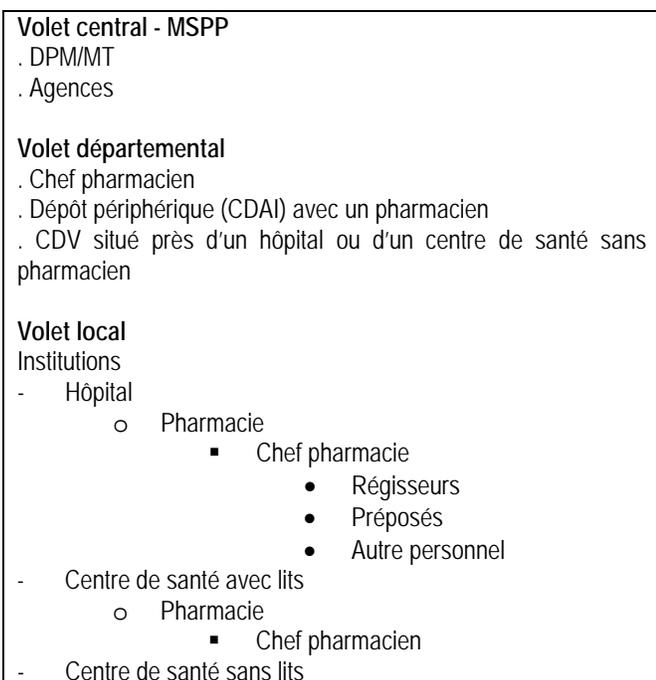 Volet central - MSPP
. DPM/MT
. Agences
Volet départemental
. Chef pharmacien
. Dépôt périphérique (CDAI) avec un pharmacien
. CDV situé près d'un hôpital ou d'un centre de santé sans
pharmacien
Volet local
Institutions
- Hôpital
o Pharmacie
▪ Chef pharmacie
• Régisseurs
• Préposés
• Autre personnel
- Centre de santé avec lits
o Pharmacie
▪ Chef pharmacien
- Centre de santé sans lits